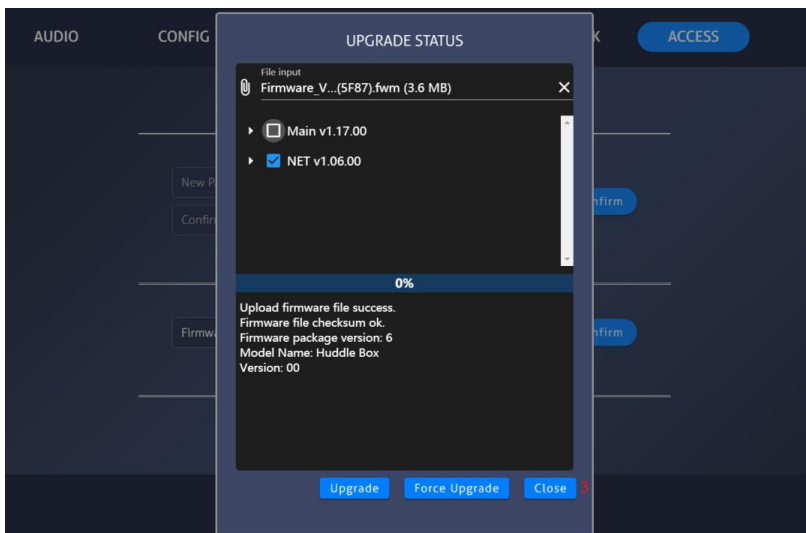 AUDIO
CONFIG
K
ACCESS
UPGRADE STATUS
File input
Firmware_V...(5F87).fwm (3.6 MB)
Main v1.17.00
NET v1.06.00
New P
Confir
nfirm
0%
Upload firmware file success.
Firmware file checksum ok.
Firmware package version: 6
Model Name: Huddle Box
Version: 00
Firmw
nfirm
Upgrade
Force Upgrade
Close
3